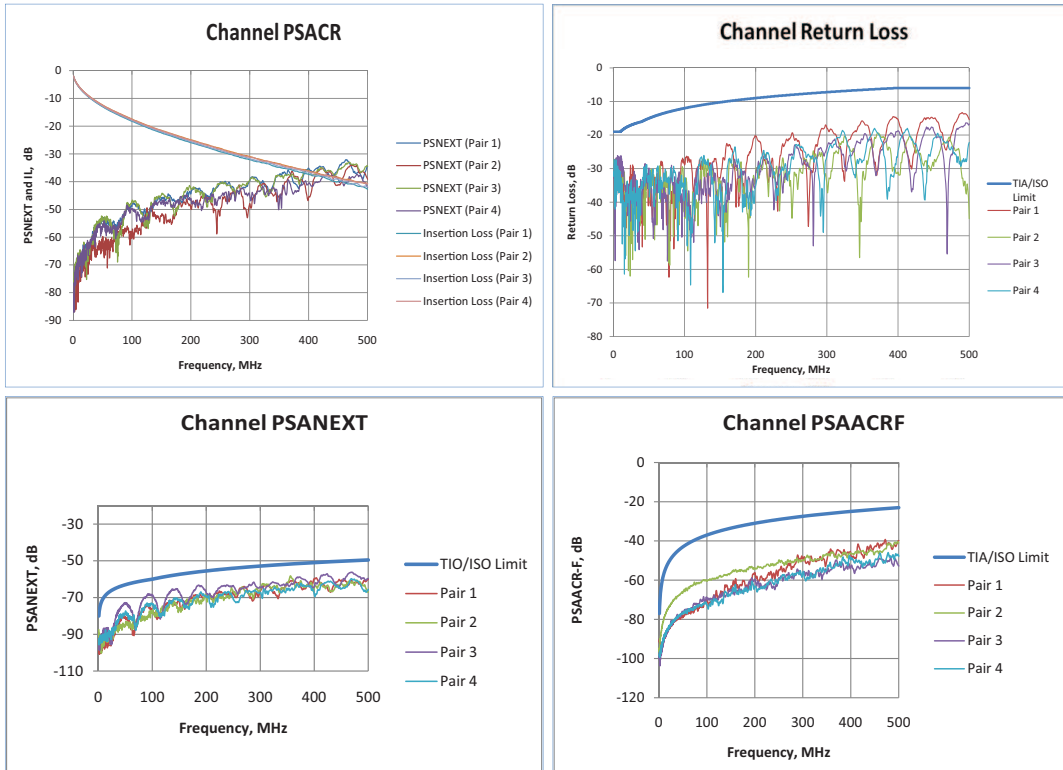 Channel PSACR
PSNEXT and IL, dB
0
-10
-20
-30
-40
-50
-60
-70
-80
-90
0
100
200
300
400
500
Frequency, MHz
PSNEXT (Pair 1)
PSNEXT (Pair 2)
PSNEXT (Pair 3)
PSNEXT (Pair 4)
Insertion Loss (Pair 1)
Insertion Loss (Pair 2)
Insertion Loss (Pair 3)
Insertion Loss (Pair 4)
Channel Return Loss
Return Loss, dB
0
-10
-20
-30
-40
-50
-60
-70
-80
0
100
200
300
400
500
Frequency, MHz
TIA/ISO
Limit
Pair 1
Pair 2
Pair 3
Pair 4
Channel PSANEXT
PSANEXT, dB
-30
-50
-70
-90
-110
0
100
200
300
400
500
Frequency, MHz
TIO/ISO Limit
Pair 1
Pair 2
Pair 3
Pair 4
Channel PSAACRF
PSAACR-F, dB
0
-20
-40
-60
-80
-100
-120
0
100
200
300
400
500
Frequency, MHz
TIA/ISO Limit
Pair 1
Pair 2
Pair 3
Pair 4